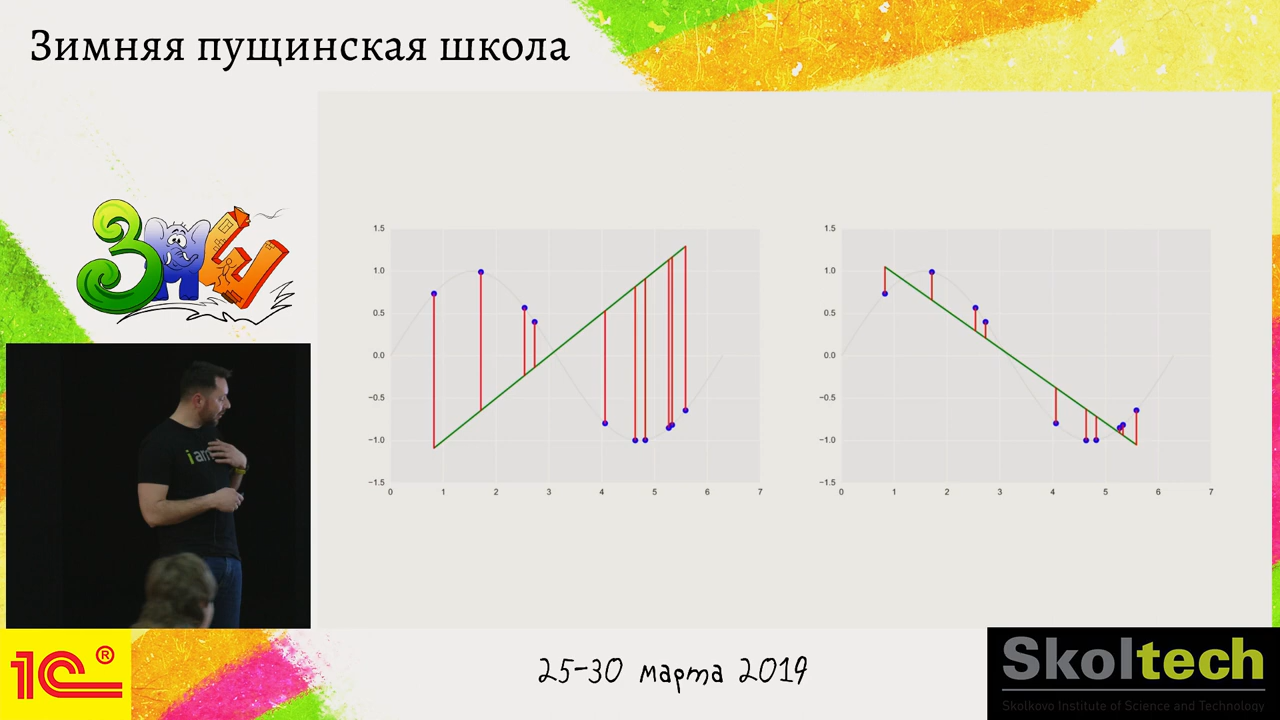 Зимняя пущинская школа
ЗПШ
i am
1.5
1.0
0.5
0.0
−0.5
−1.0
−1.5
0 1 2 3 4 5 6 7
1.5
1.0
0.5
0.0
−0.5
−1.0
−1.5
0 1 2 3 4 5 6 7
1С®
25-30 марта 2019
Skoltech
Skolkovo Institute of Science and Technology